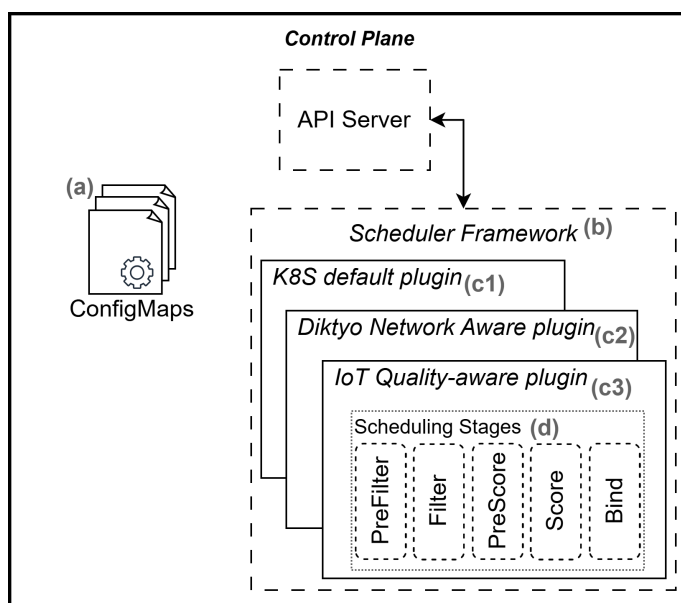 Control Plane
API Server
(a)
ConfigMaps
Scheduler Framework (b)
K8S default plugin (c1)
Diktyo Network Aware plugin (c2)
IoT Quality-aware plugin (c3)
Scheduling Stages (d)
PreFilter
Filter
PreScore
Score
Bind